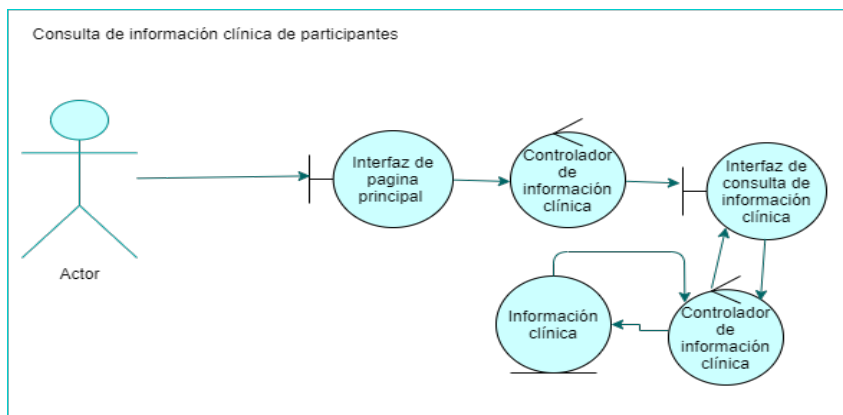 Consulta de información clínica de participantes
Interfaz de
pagina
principal
Controlador
de
información
clínica
Interfaz de
consulta de
información
clínica
Actor
Información
clínica
Controlador
de
información
clínica